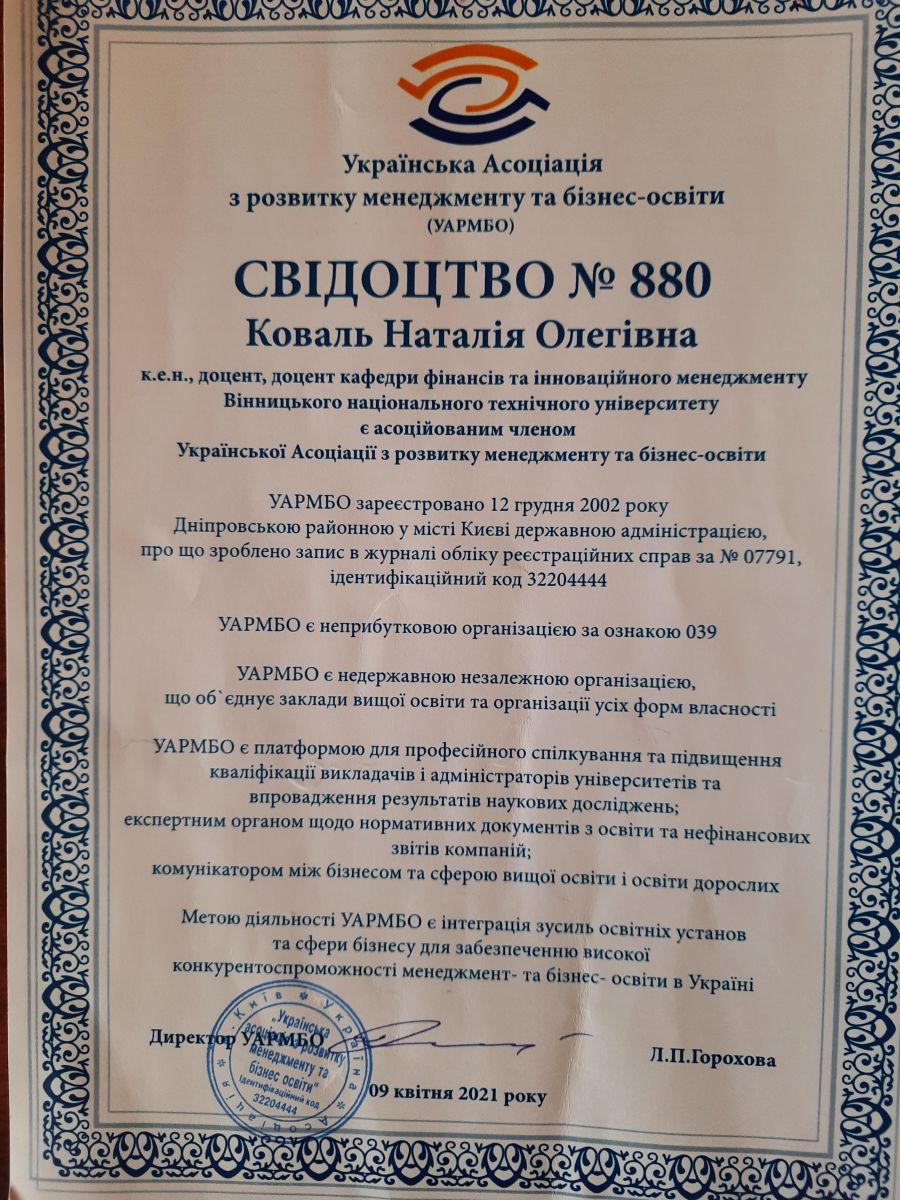 Українська Асоціація
з розвитку менеджменту та бізнес-освіти
(УАРМБО)
СВІДОЦТВО № 880
Коваль Наталія Олегівна
к.е.н., доцент, доцент кафедри фінансів та інноваційного менеджменту
Вінницького національного технічного університету
є асоційованим членом
Української Асоціації з розвитку менеджменту та бізнес-освіти
УАРМБО зареєстровано 12 грудня 2002 року
Дніпровською районною у місті Києві державною адміністрацією,
про що зроблено запис в журналі обліку реєстраційних справ за № 07791,
ідентифікаційний код 32204444
УАРМБО є неприбутковою організацією за ознакою 039
УАРМБО є недержавною незалежною організацією,
що об`єднує заклади вищої освіти та організації усіх форм власності
УАРМБО є платформою для професійного спілкування та підвищення
кваліфікації викладачів і адміністраторів університетів та
впровадження результатів наукових досліджень;
експертним органом щодо нормативних документів з освіти та нефінансових
звітів компаній;
комунікатором між бізнесом та сферою вищої освіти і освіти дорослих
Метою діяльності УАРМБО є інтеграція зусиль освітніх установ
та сфери бізнесу для забезпеченню високої
конкурентоспроможності менеджмент- та бізнес- освіти в Україні
Директор УАРМБО
Л.П.Горохова
09 квітня 2021 року
Київ * Україна * Асоціація *
„Українська
асоціація з розвитку
менеджменту та
бізнес освіти"
Ідентифікаційний код
32204444